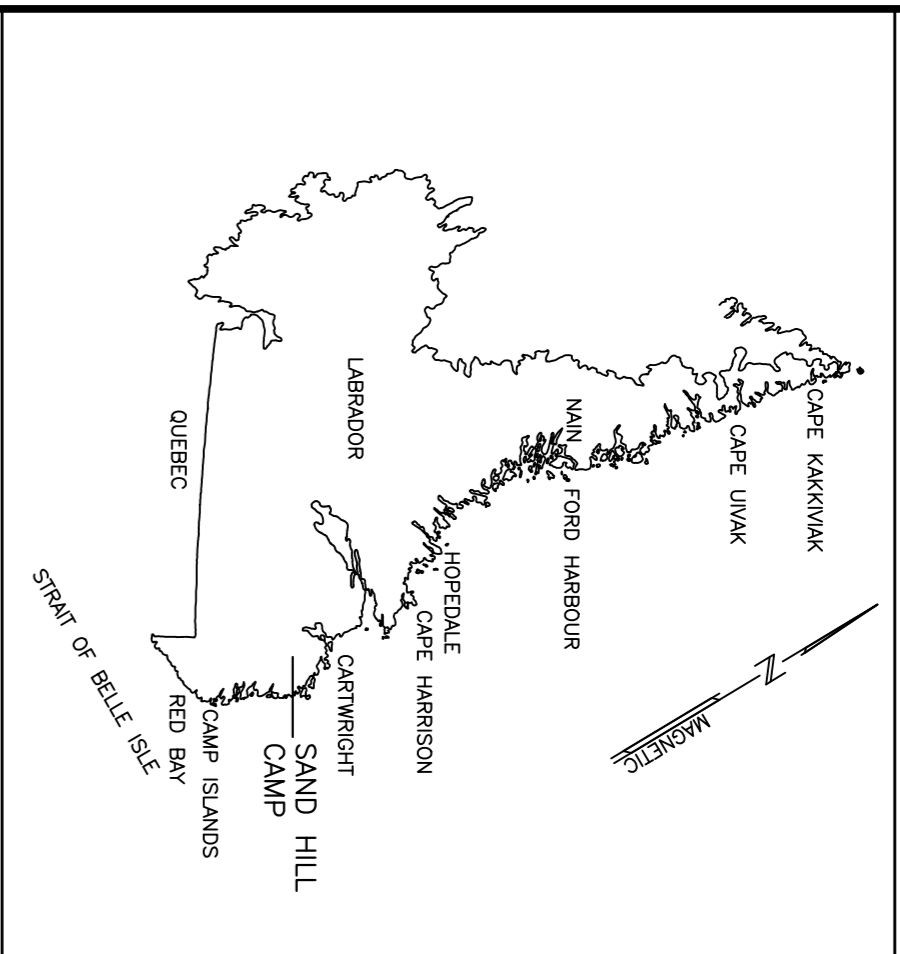 CAPE KAKKIVIAK
CAPE UIVAK
NAIN
FORD HARBOUR
HOPEDALE
CAPE HARRISON
LABRADOR
CARTWRIGHT
SAND HILL
CAMP
CAMP ISLANDS
RED BAY
QUEBEC
STRAIT OF BELLE ISLE
N
MAGNETIC